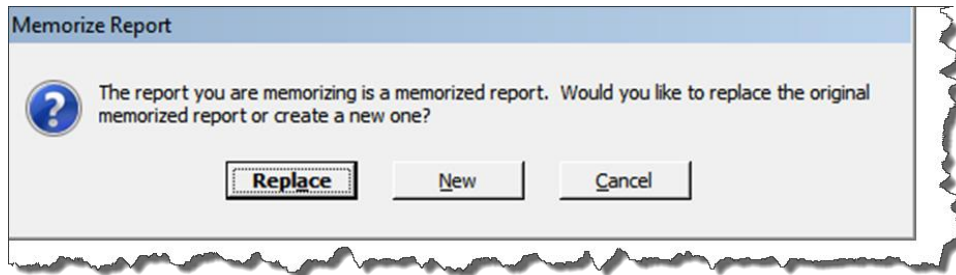 Memorize Report
The report you are memorizing is a memorized report.  Would you like to replace the original
memorized report or create a new one?
Replace
New
Cancel